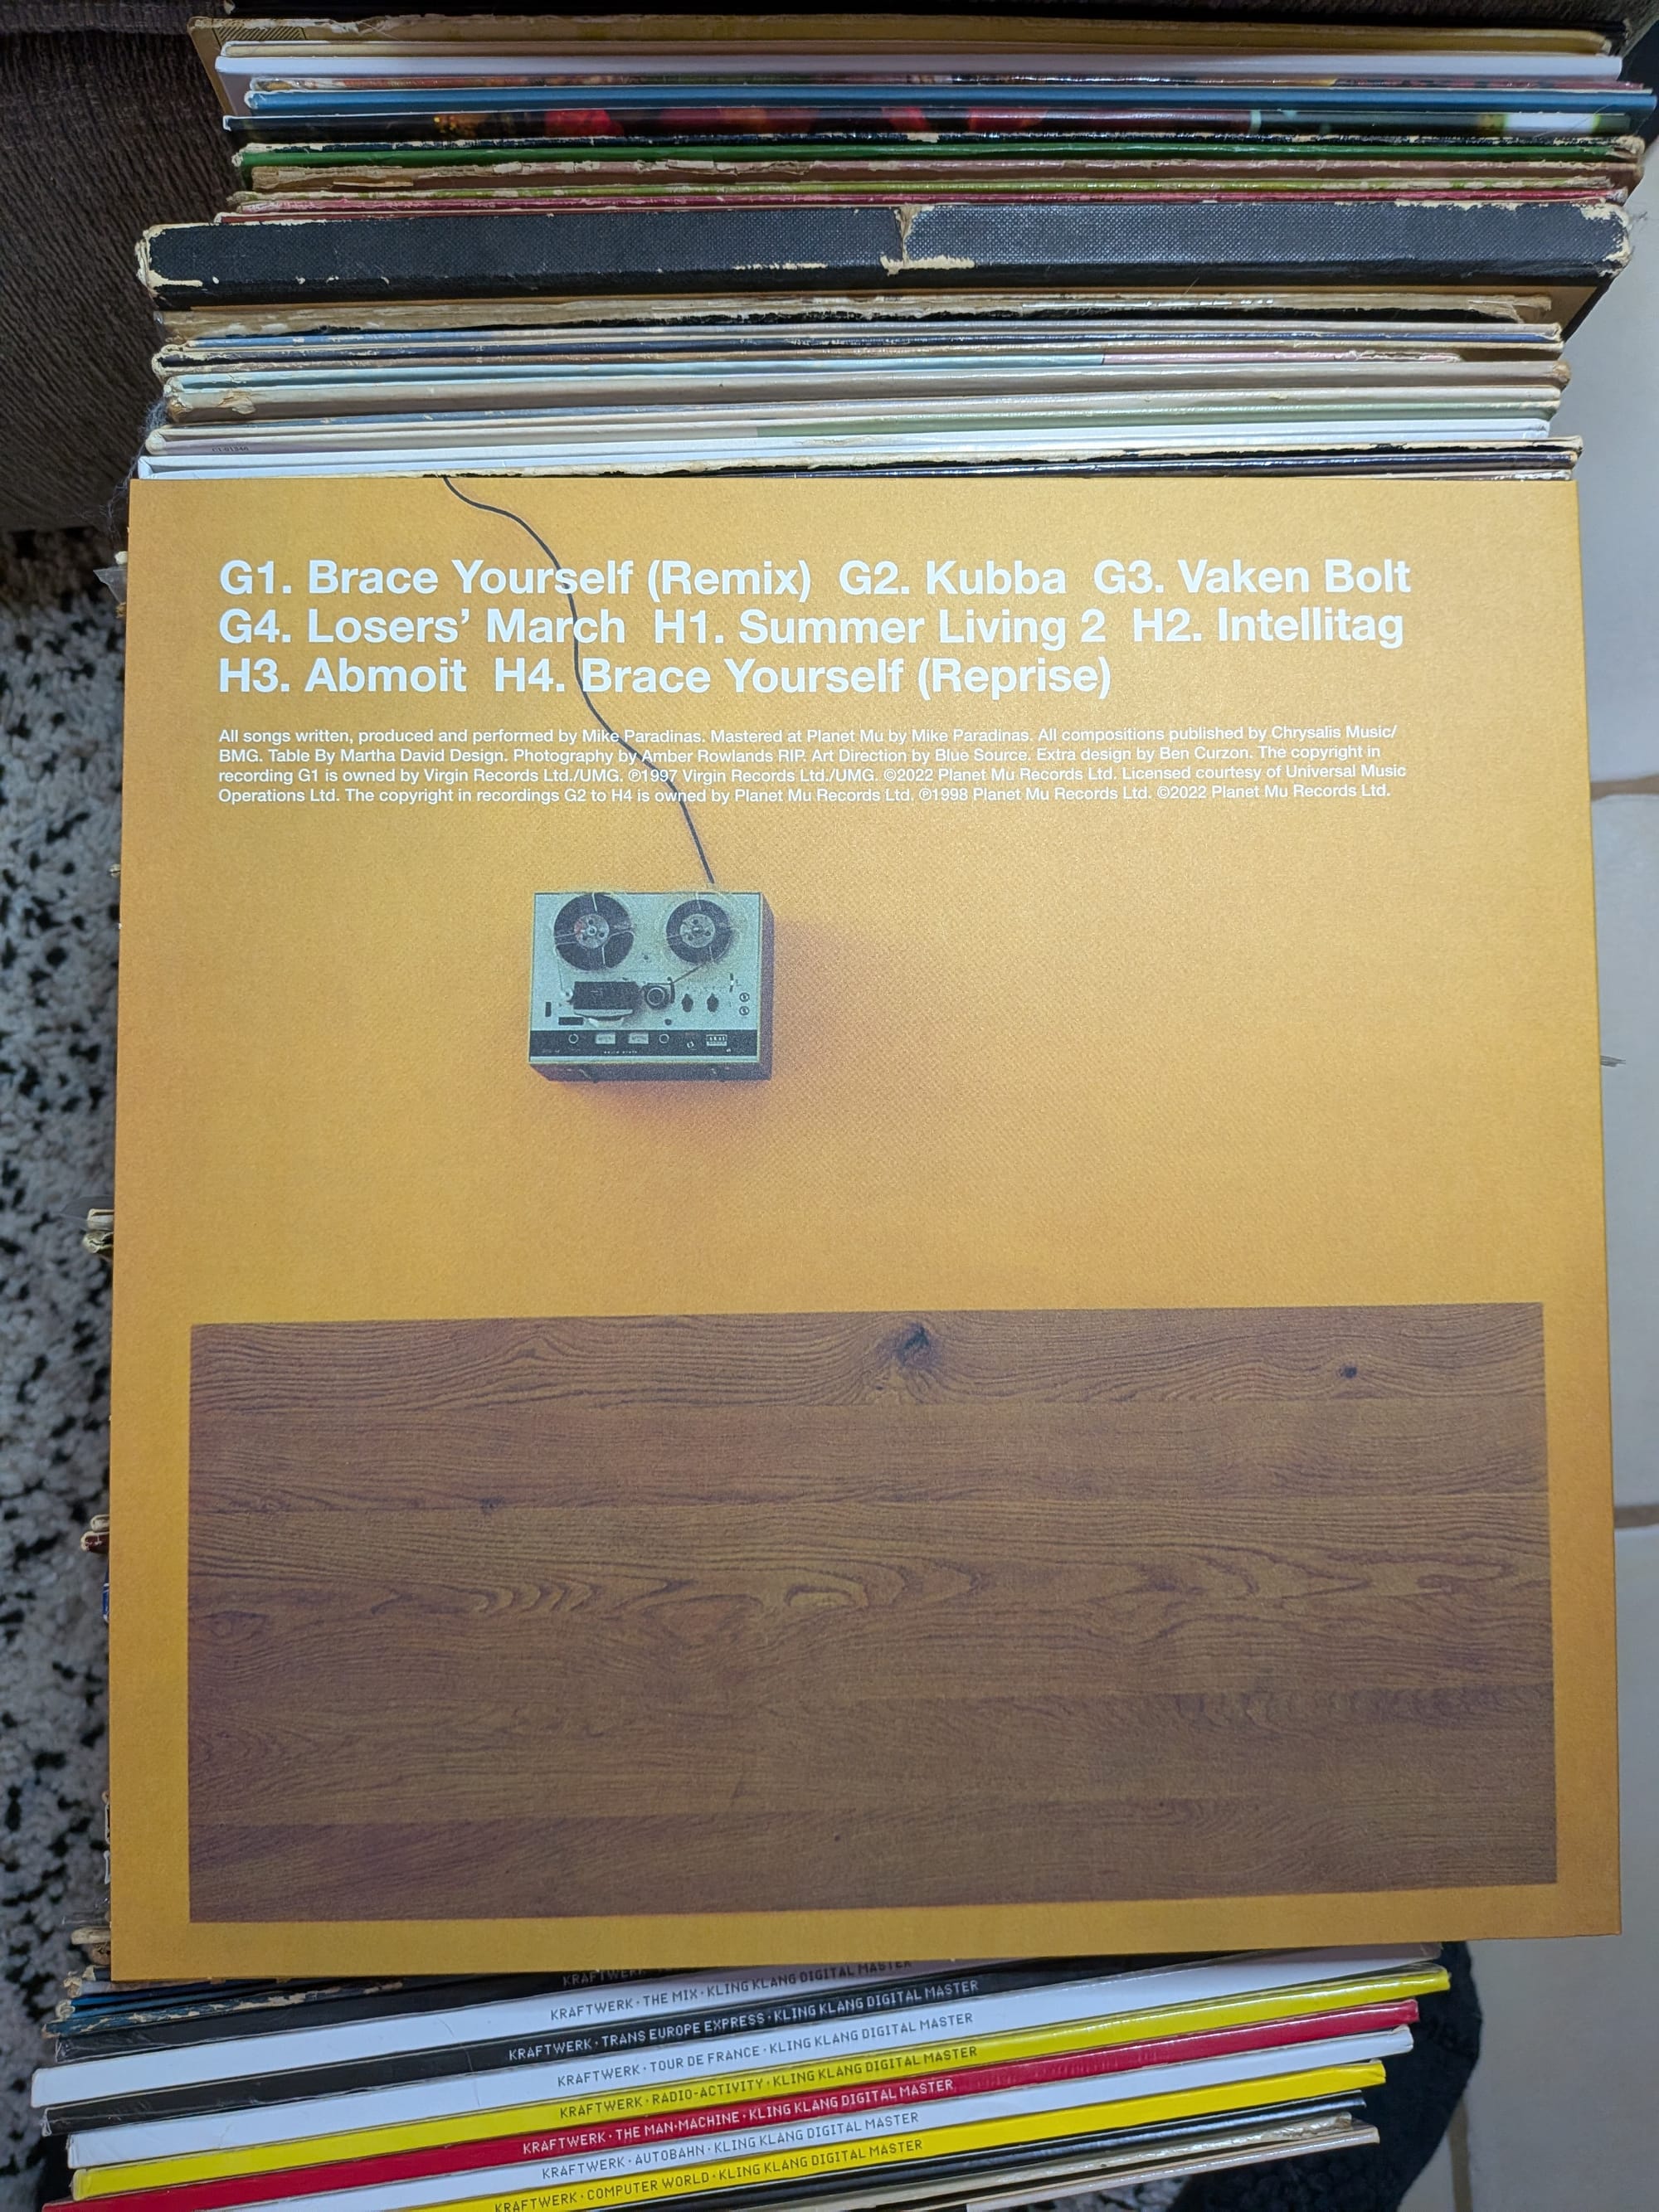 G1. Brace Yourself (Remix)  G2. Kubba  G3. Vaken Bolt
G4. Losers’ March  H1. Summer Living 2  H2. Intellitag
H3. Abmoit  H4. Brace Yourself (Reprise)
All songs written, produced and performed by Mike Paradinas. Mastered at Planet Mu by Mike Paradinas. All compositions published by Chrysalis Music/
BMG. Table By Martha David Design. Photography by Amber Rowlands RIP. Art Direction by Blue Source. Extra design by Ben Curzon. The copyright in
recording G1 is owned by Virgin Records Ltd./UMG. ℗1997 Virgin Records Ltd./UMG. ©2022 Planet Mu Records Ltd. Licensed courtesy of Universal Music
Operations Ltd. The copyright in recordings G2 to H4 is owned by Planet Mu Records Ltd. ℗1998 Planet Mu Records Ltd. ©2022 Planet Mu Records Ltd.
KRAFTWERK
KRAFTWERK · THE MIX · KLING KLANG DIGITAL MASTER
KRAFTWERK · TRANS EUROPE EXPRESS · KLING KLANG DIGITAL MASTER
KRAFTWERK · TOUR DE FRANCE · KLING KLANG DIGITAL MASTER
KRAFTWERK · RADIO-ACTIVITY · KLING KLANG DIGITAL MASTER
KRAFTWERK · THE MAN·MACHINE · KLING KLANG DIGITAL MASTER
KRAFTWERK · AUTOBAHN · KLING KLANG DIGITAL MASTER
KRAFTWERK · COMPUTER WORLD · KLING KLANG DIGITAL MASTER